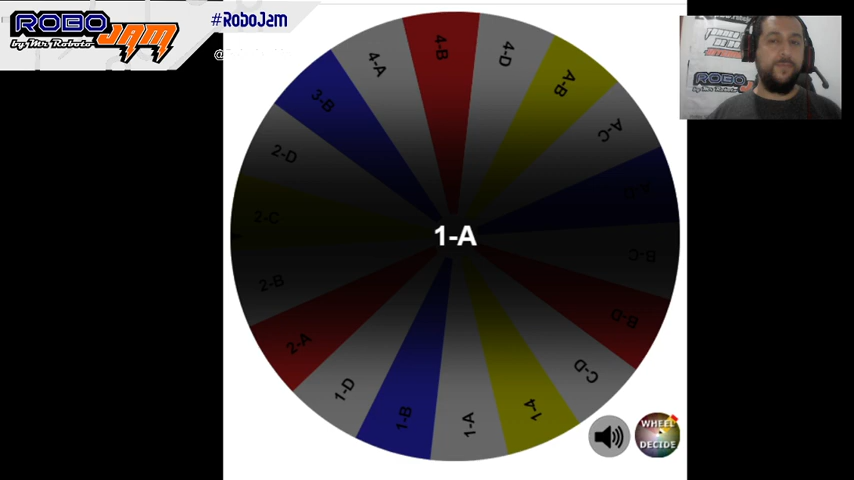 ROBO
JAM
by Mr Roboto
#RoboJam
4-B
4-D
4-A
A-B
3-B
A-C
2-D
A-D
2-C
1-A
B-C
2-B
B-D
2-A
C-D
1-D
1-4
1-B
1-A
WHEEL
DECIDE
ROBO